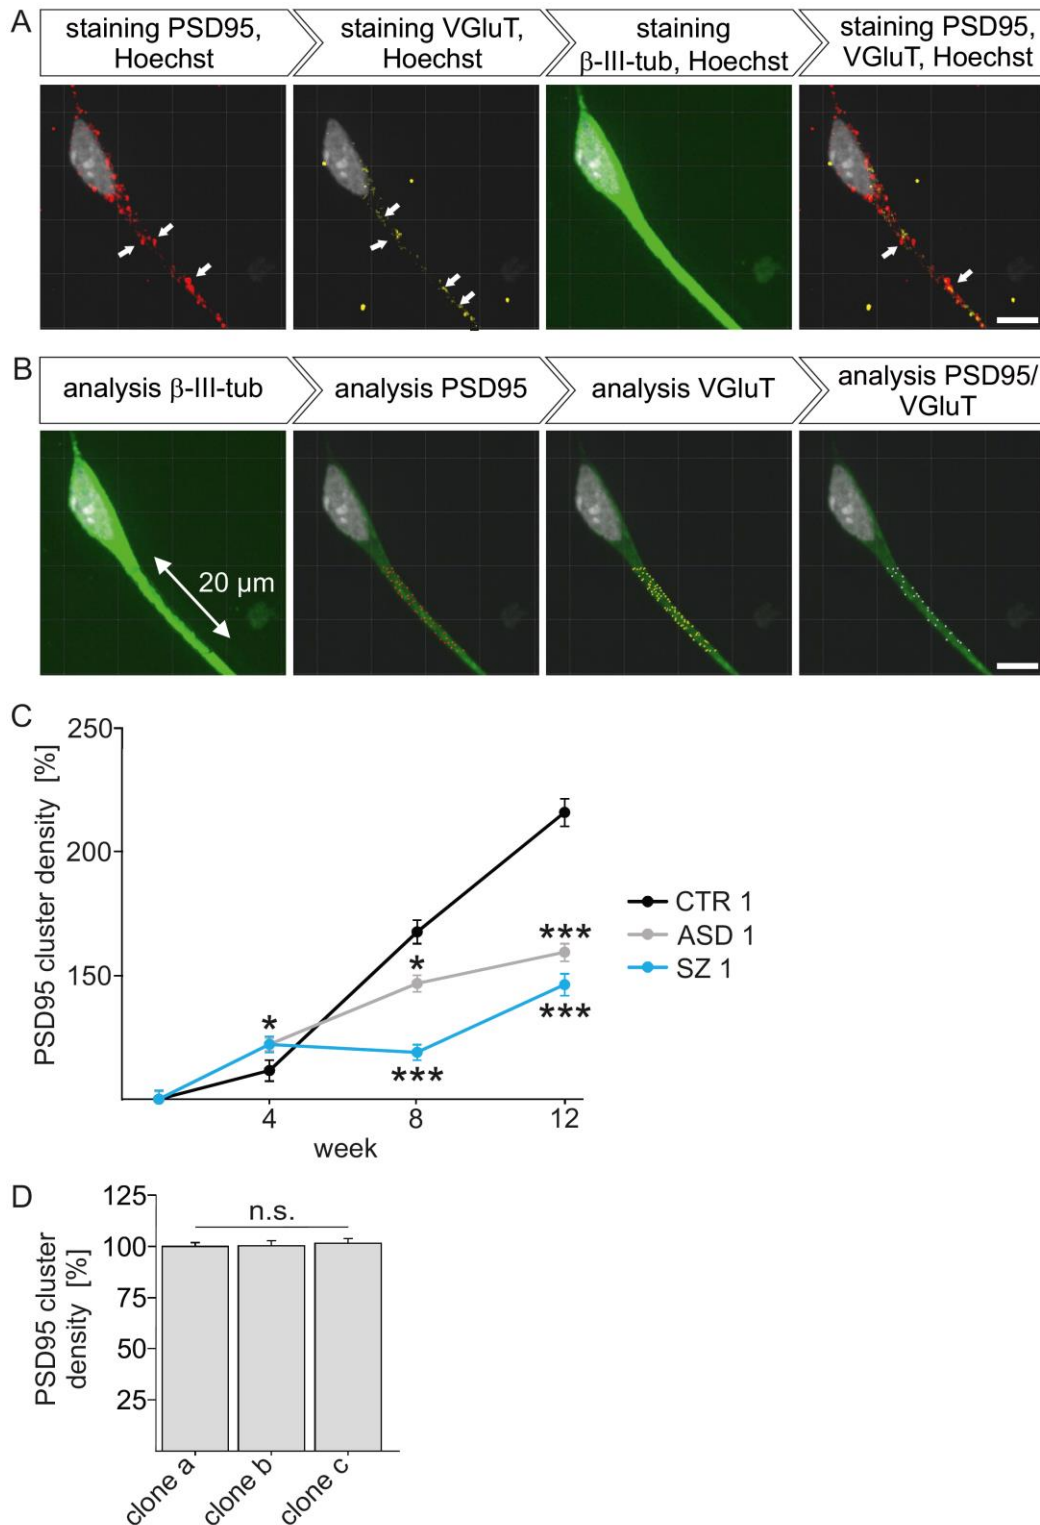 A
staining PSD95,
Hoechst
staining VGluT,
Hoechst
staining
β-III-tub, Hoechst
staining PSD95,
VGluT, Hoechst
B
analysis β-III-tub
analysis PSD95
analysis VGluT
analysis PSD95/
VGluT
20 µm
C
PSD95 cluster density [%]
250
200
150
*
*
***
***
***
4
8
12
week
CTR 1
ASD 1
SZ 1
D
PSD95 cluster
density [%]
125
100
75
50
25
n.s.
clone a
clone b
clone c